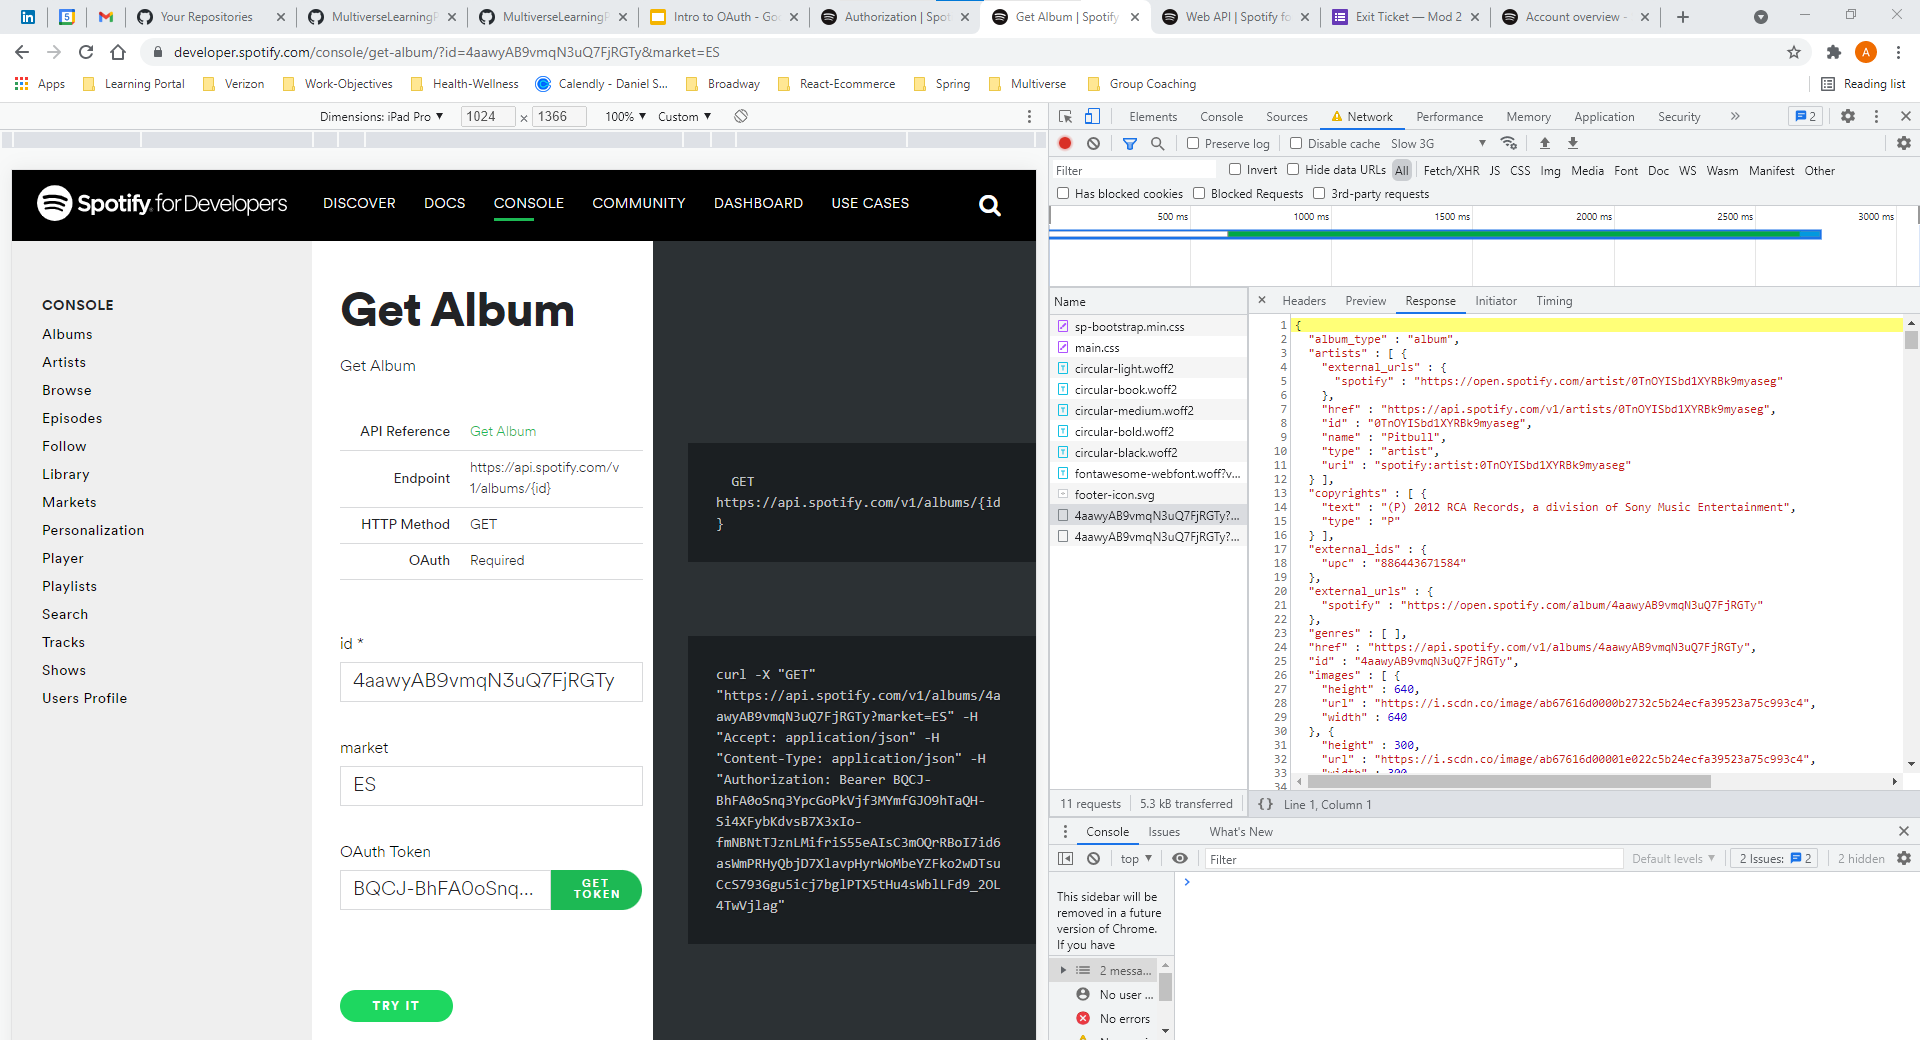 Your Repositories
MultiverseLearningP
MultiverseLearningP
Intro to OAuth - Goo
Authorization | Spot
Get Album | Spotify
Web API | Spotify fo
Exit Ticket — Mod 2
Account overview -
developer.spotify.com/console/get-album/?id=4aawyAB9vmqN3uQ7FjRGTy&market=ES
A
Apps
Learning Portal
Verizon
Work-Objectives
Health-Wellness
Calendly - Daniel S...
Broadway
React-Ecommerce
Spring
Multiverse
Group Coaching
Reading list
Dimensions: iPad Pro ▼
1024 × 1366
100% ▼
Custom ▼
Spotify for Developers
DISCOVER
DOCS
CONSOLE
COMMUNITY
DASHBOARD
USE CASES
CONSOLE
Albums
Artists
Browse
Episodes
Follow
Library
Markets
Personalization
Player
Playlists
Search
Tracks
Shows
Users Profile
Get Album
Get Album
API Reference Get Album
Endpoint https://api.spotify.com/v
1/albums/{id}
HTTP Method GET
OAuth Required
id *
4aawyAB9vmqN3uQ7FjRGTy
market
ES
OAuth Token
BQCJ-BhFA0oSnq...
GET
TOKEN
TRY IT
GET
https://api.spotify.com/v1/albums/{id
}
curl -X "GET"
"https://api.spotify.com/v1/albums/4a
awyAB9vmqN3uQ7FjRGTy?market=ES" -H
"Accept: application/json" -H
"Content-Type: application/json" -H
"Authorization: Bearer BQCJ-
BhFA0oSnq3YpcGoPkVjf3MYmfGJO9hTaQH-
Si4XFybKdvsB7X3xIo-
fmNBNtTJznLMifriS55eAIsC3mOQrRBoI7id6
asWmPRHyQbjD7XlavpHyrWoMbeYZFko2wDTsu
CcS793Ggu5icj7bglPTX5tHu4sWblLFd9_2OL
4TwVjlag"
Elements
Console
Sources
Network
Performance
Memory
Application
Security
»
2
Preserve log
Disable cache
Slow 3G
Filter
Invert
Hide data URLs
All
Fetch/XHR JS CSS Img Media Font Doc WS Wasm Manifest Other
Has blocked cookies
Blocked Requests
3rd-party requests
500 ms
1000 ms
1500 ms
2000 ms
2500 ms
3000 ms
Name
sp-bootstrap.min.css
main.css
circular-light.woff2
circular-book.woff2
circular-medium.woff2
circular-bold.woff2
circular-black.woff2
fontawesome-webfont.woff?v...
footer-icon.svg
4aawyAB9vmqN3uQ7FjRGTy?...
4aawyAB9vmqN3uQ7FjRGTy?...
11 requests
5.3 kB transferred
Headers
Preview
Response
Initiator
Timing
1 {
2 "album_type" : "album",
3 "artists" : [ {
4 "external_urls" : {
5 "spotify" : "https://open.spotify.com/artist/0TnOYISbd1XYRBk9myaseg"
6 },
7 "href" : "https://api.spotify.com/v1/artists/0TnOYISbd1XYRBk9myaseg",
8 "id" : "0TnOYISbd1XYRBk9myaseg",
9 "name" : "Pitbull",
10 "type" : "artist",
11 "uri" : "spotify:artist:0TnOYISbd1XYRBk9myaseg"
12 } ],
13 "copyrights" : [ {
14 "text" : "(P) 2012 RCA Records, a division of Sony Music Entertainment",
15 "type" : "P"
16 } ],
17 "external_ids" : {
18 "upc" : "886443671584"
19 },
20 "external_urls" : {
21 "spotify" : "https://open.spotify.com/album/4aawyAB9vmqN3uQ7FjRGTy"
22 },
23 "genres" : [ ],
24 "href" : "https://api.spotify.com/v1/albums/4aawyAB9vmqN3uQ7FjRGTy",
25 "id" : "4aawyAB9vmqN3uQ7FjRGTy",
26 "images" : [ {
27 "height" : 640,
28 "url" : "https://i.scdn.co/image/ab67616d0000b2732c5b24ecfa39523a75c993c4",
29 "width" : 640
30 }, {
31 "height" : 300,
32 "url" : "https://i.scdn.co/image/ab67616d00001e022c5b24ecfa39523a75c993c4",
33 "width" : 300
34
{} Line 1, Column 1
Console
Issues
What's New
top ▼
Filter
Default levels ▼
2 Issues: 2
2 hidden
This sidebar will be
removed in a future
version of Chrome.
If you have
2 messa...
No user ...
No errors